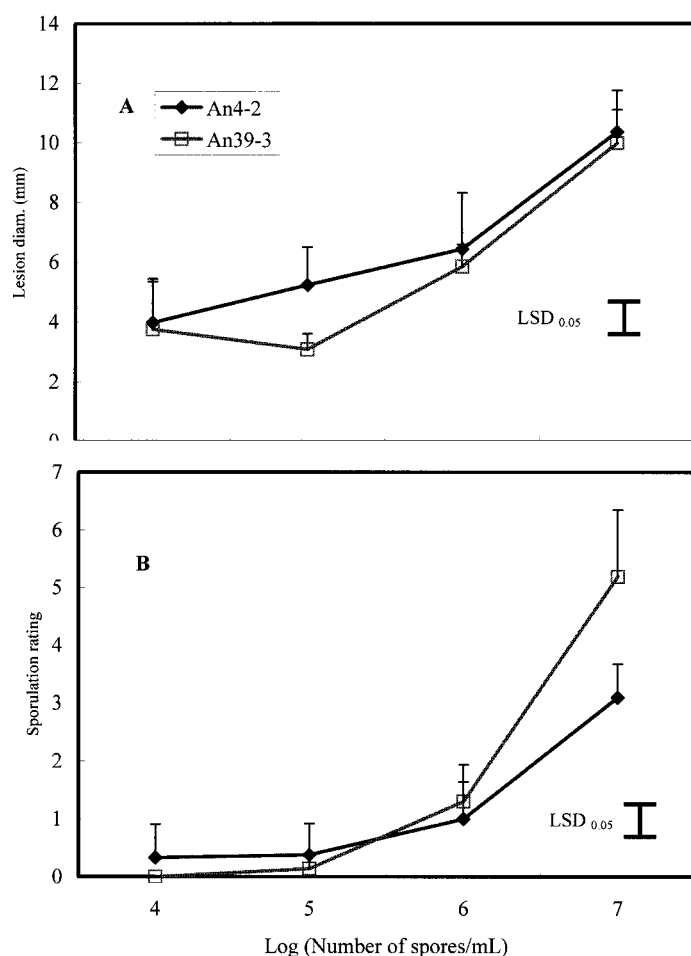 14
12
10
8
6
4
2
0
Lesion diam. (mm)
A
An4-2
An39-3
LSD 0.05
7
6
5
4
3
2
1
0
Sporulation rating
B
LSD 0.05
4 5 6 7
Log (Number of spores/mL)